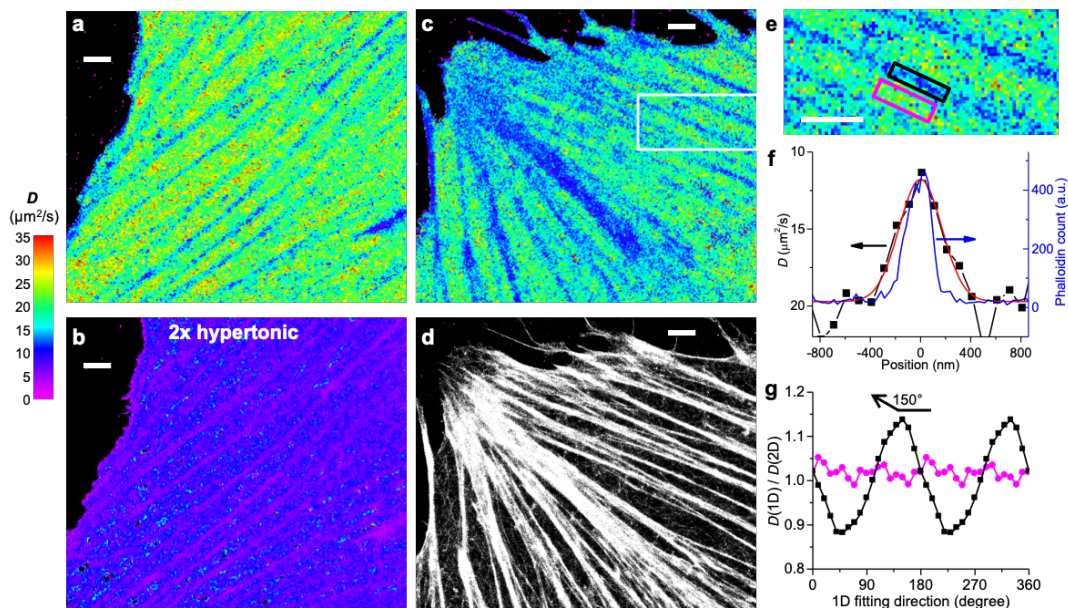 a
c
e
f
D
(μm²/s)
35
30
25
20
15
10
5
0
b
2x hypertonic
d
10
15
20
D (μm²/s)
400
200
0
Phalloidin count (a.u.)
-800
-400
0
400
800
Position (nm)
g
150°
1.2
1.1
1.0
0.9
0.8
D(1D) / D(2D)
0
90
180
270
360
1D fitting direction (degree)